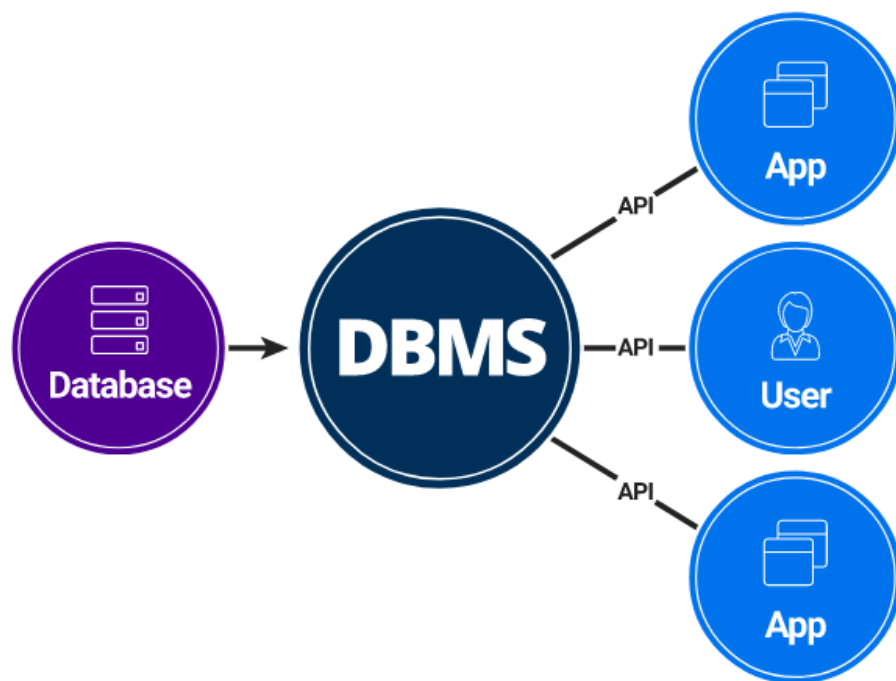 App
API
Database
DBMS
API
User
API
App